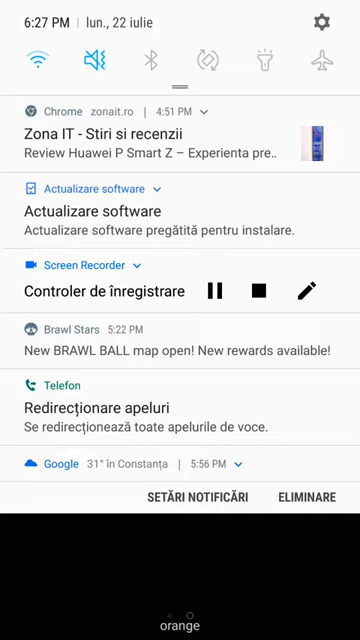 6:27 PM | lun., 22 iulie
Chrome zonait.ro | 4:51 PM
Zona IT - Stiri si recenzii
Review Huawei P Smart Z – Experienta pre..
Actualizare software
Actualizare software
Actualizare software pregătită pentru instalare.
Screen Recorder
Controler de înregistrare
Brawl Stars 5:22 PM
New BRAWL BALL map open! New rewards available!
Telefon
Redirecționare apeluri
Se redirecționează toate apelurile de voce.
Google 31° în Constanța | 5:56 PM
SETĂRI NOTIFICĂRI ELIMINARE
orange